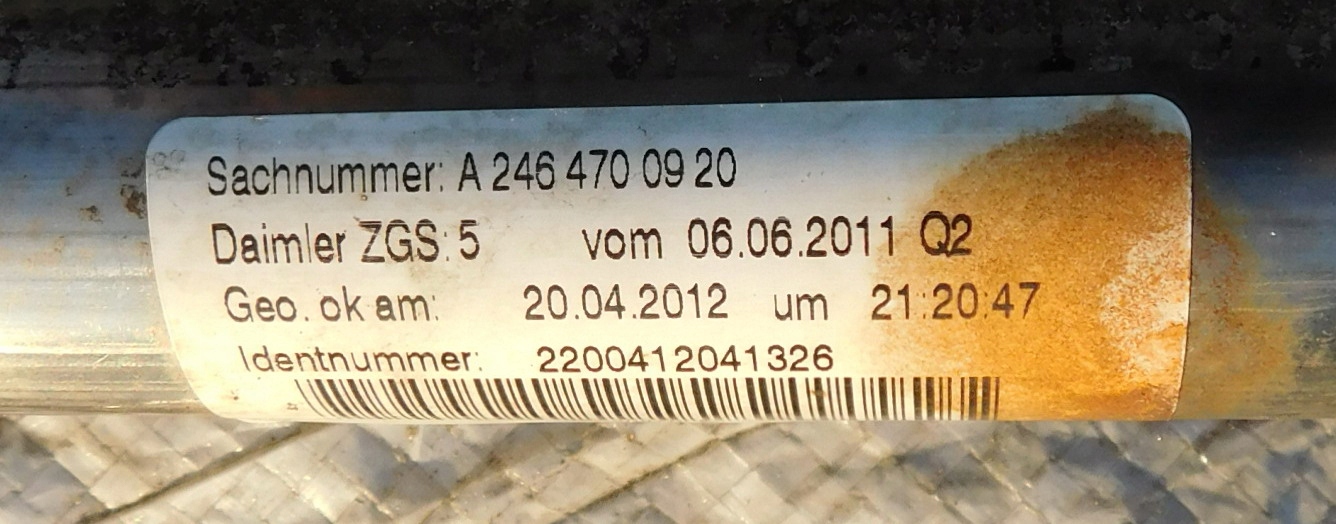 Sachnummer: A 246 470 09 20
Daimler ZGS: 5 vom 06.06.2011 Q2
Geo. ok am: 20.04.2012 um 21:20:47
Identnummer: 2200412041326